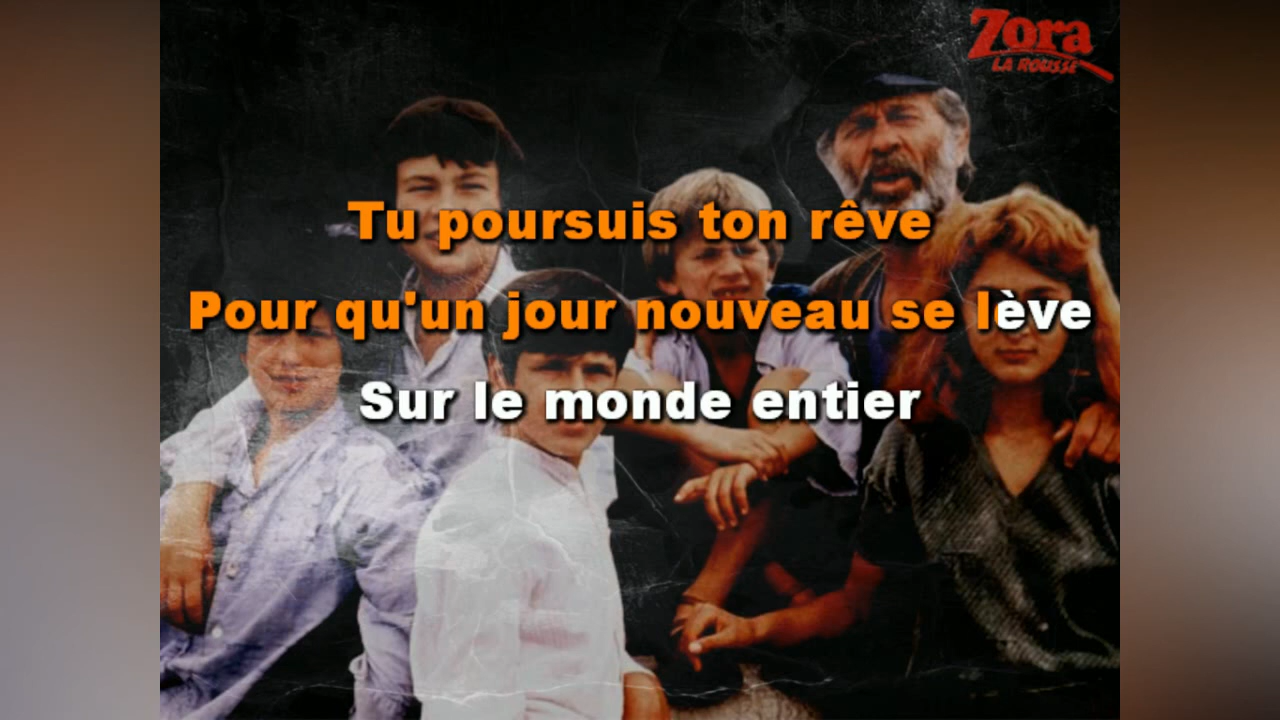 Zora
LA ROUSSE
Tu poursuis ton rêve
Pour qu'un jour nouveau se lève
Sur le monde entier